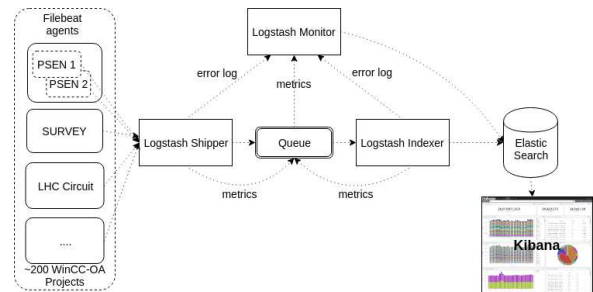 Filebeat
agents
PSEN 1
PSEN 2
SURVEY
LHC Circuit
....
~200 WinCC-OA
Projects
Logstash Monitor
error log
metrics
error log
Logstash Shipper
Queue
Logstash Indexer
metrics
metrics
Elastic
Search
Kibana